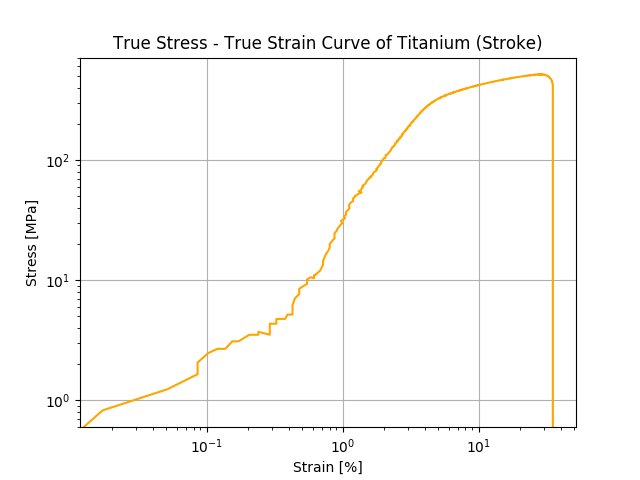 True Stress - True Strain Curve of Titanium (Stroke)
Stress [MPa]
10²
10¹
10⁰
10⁻¹
10⁰
10¹
Strain [%]